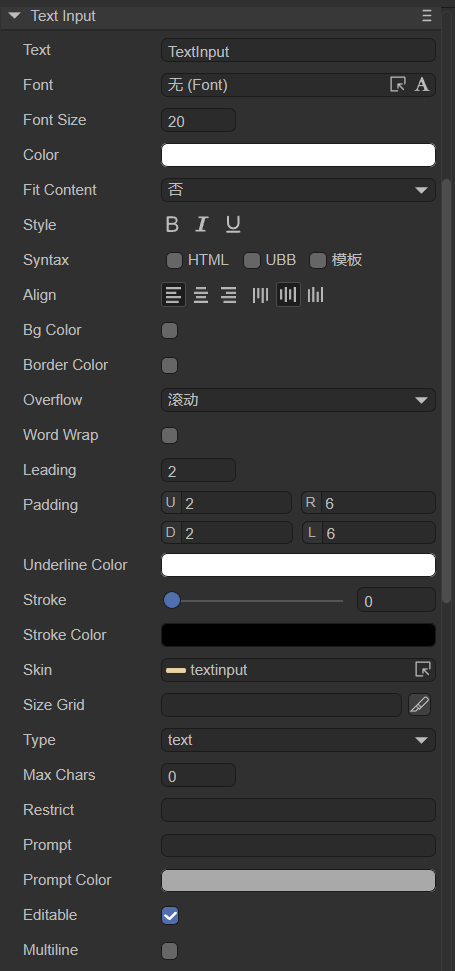 Text Input
Text TextInput
Font 无 (Font) A
Font Size 20
Color
Fit Content 否
Style B I U
Syntax HTML UBB 模板
Align
Bg Color
Border Color
Overflow 滚动
Word Wrap
Leading 2
Padding U 2 R 6
D 2 L 6
Underline Color
Stroke 0
Stroke Color
Skin textinput
Size Grid
Type text
Max Chars 0
Restrict
Prompt
Prompt Color
Editable
Multiline